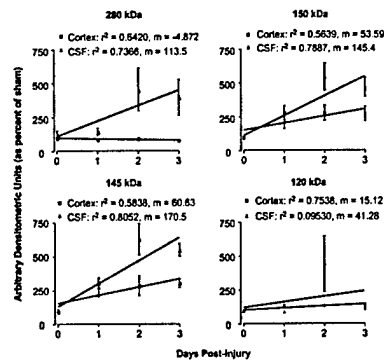 280 kDa
Cortex: r² = 0.6420, m = -4.872
CSF: r² = 0.7366, m = 113.5
750
500
250
0
0 1 2 3
150 kDa
Cortex: r² = 0.5639, m = 53.59
CSF: r² = 0.7887, m = 145.4
750
500
250
0
0 1 2 3
145 kDa
Cortex: r² = 0.5838, m = 60.63
CSF: r² = 0.8052, m = 170.5
750
500
250
0
0 1 2 3
120 kDa
Cortex: r² = 0.7538, m = 15.12
CSF: r² = 0.09530, m = 41.28
750
500
250
0
0 1 2 3
Arbitrary Densitometric Units (as percent of sham)
Days Post-Injury